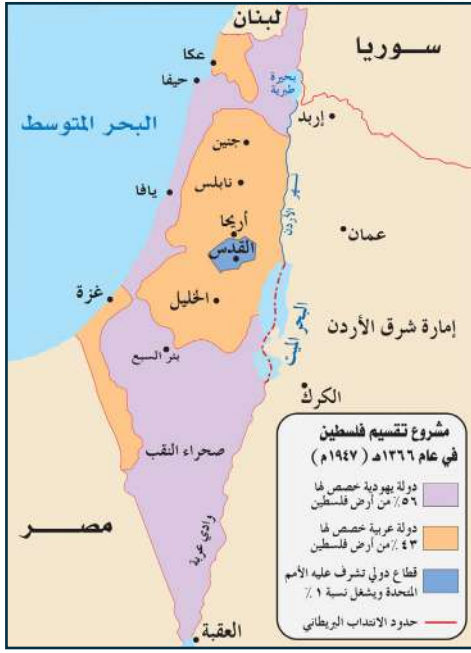 لبنان
سوريا
عكا
حيفا
بحيرة
طبرية
إربد
البحر المتوسط
جنين
نابلس
نهر الأردن
يافا
أريحا
عمان
القدس
غزة
الخليل
البحر الميت
إمارة شرق الأردن
بئر السبع
الكرك
صحراء النقب
وادي عربة
مصر
العقبة
مشروع تقسيم فلسطين
في عام ١٣٦٦هـ (١٩٤٧م)
دولة يهودية خصص لها
٥٦٪ من أرض فلسطين
دولة عربية خصص لها
٤٣٪ من أرض فلسطين
قطاع دولي تشرف عليه الأمم
المتحدة ويشغل نسبة ١٪
حدود الانتداب البريطاني